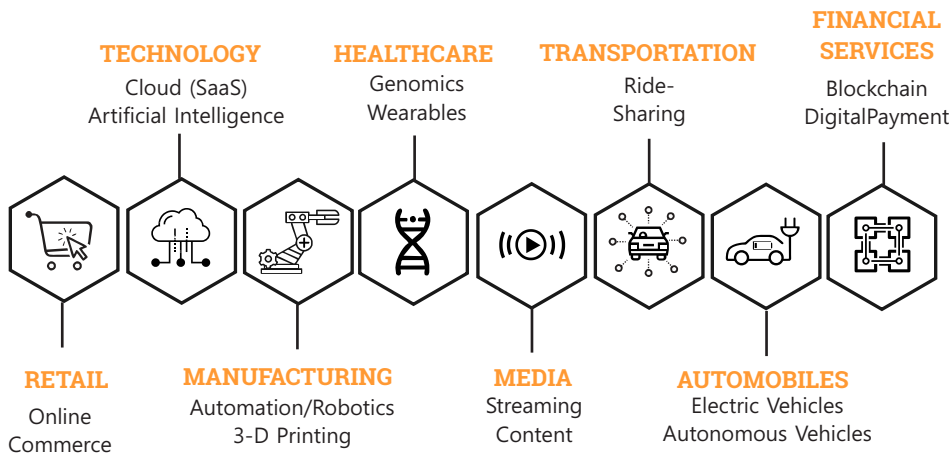 TECHNOLOGY
Cloud (SaaS)
Artificial Intelligence
HEALTHCARE
Genomics
Wearables
TRANSPORTATION
Ride-
Sharing
FINANCIAL
SERVICES
Blockchain
DigitalPayment
RETAIL
Online
Commerce
MANUFACTURING
Automation/Robotics
3-D Printing
MEDIA
Streaming
Content
AUTOMOBILES
Electric Vehicles
Autonomous Vehicles